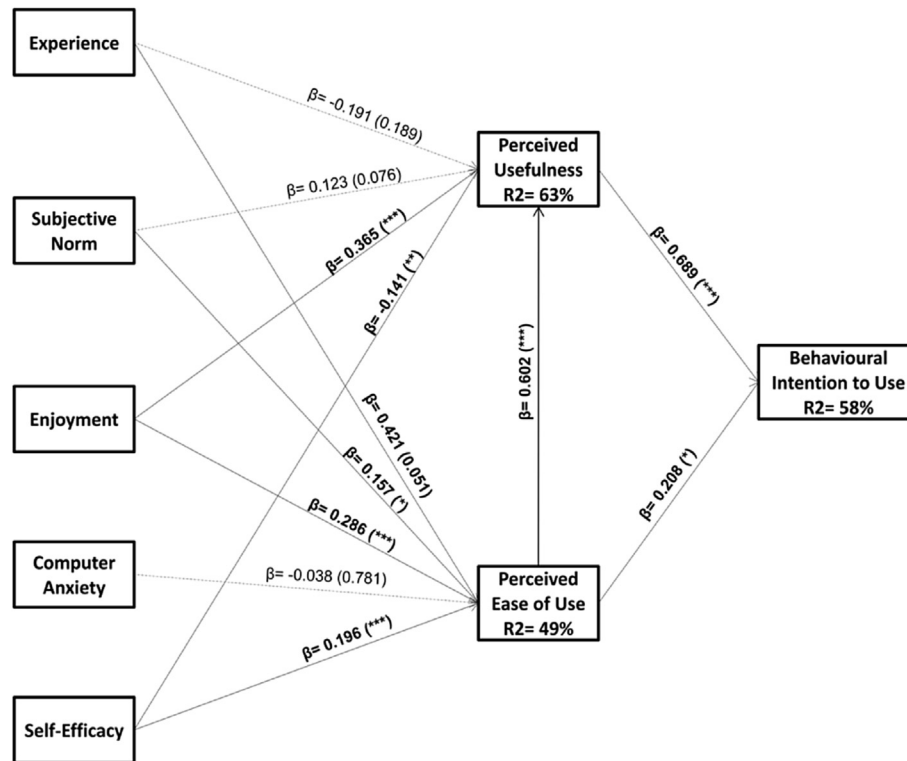 Experience
β= -0.191 (0.189)
Perceived
Usefulness
R2= 63%
Subjective
Norm
β= 0.123 (0.076)
β= 0.365 (***)
β= -0.141 (**)
β= 0.689 (***)
β= 0.602 (***)
Behavioural
Intention to Use
R2= 58%
Enjoyment
β= 0.421 (0.051)
β= 0.157 (*)
β= 0.286 (***)
β= 0.208 (*)
Computer
Anxiety
β= -0.038 (0.781)
Perceived
Ease of Use
R2= 49%
β= 0.196 (***)
Self-Efficacy